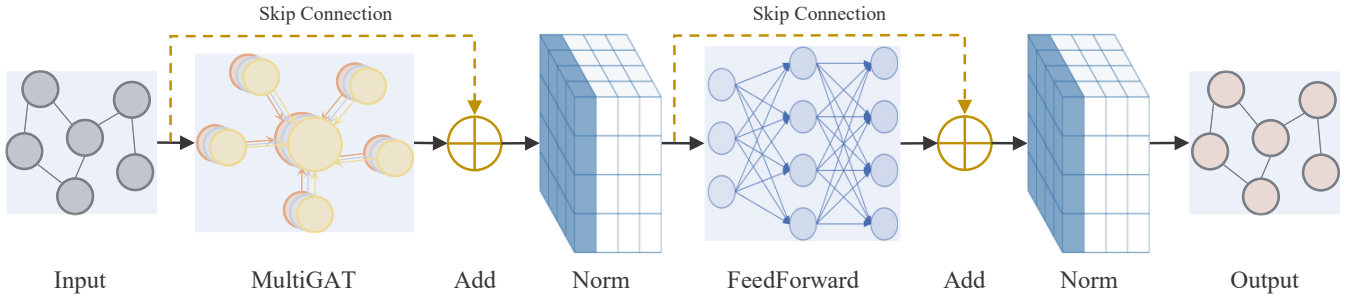 Skip Connection
Skip Connection
Input
MultiGAT
Add
Norm
FeedForward
Add
Norm
Output